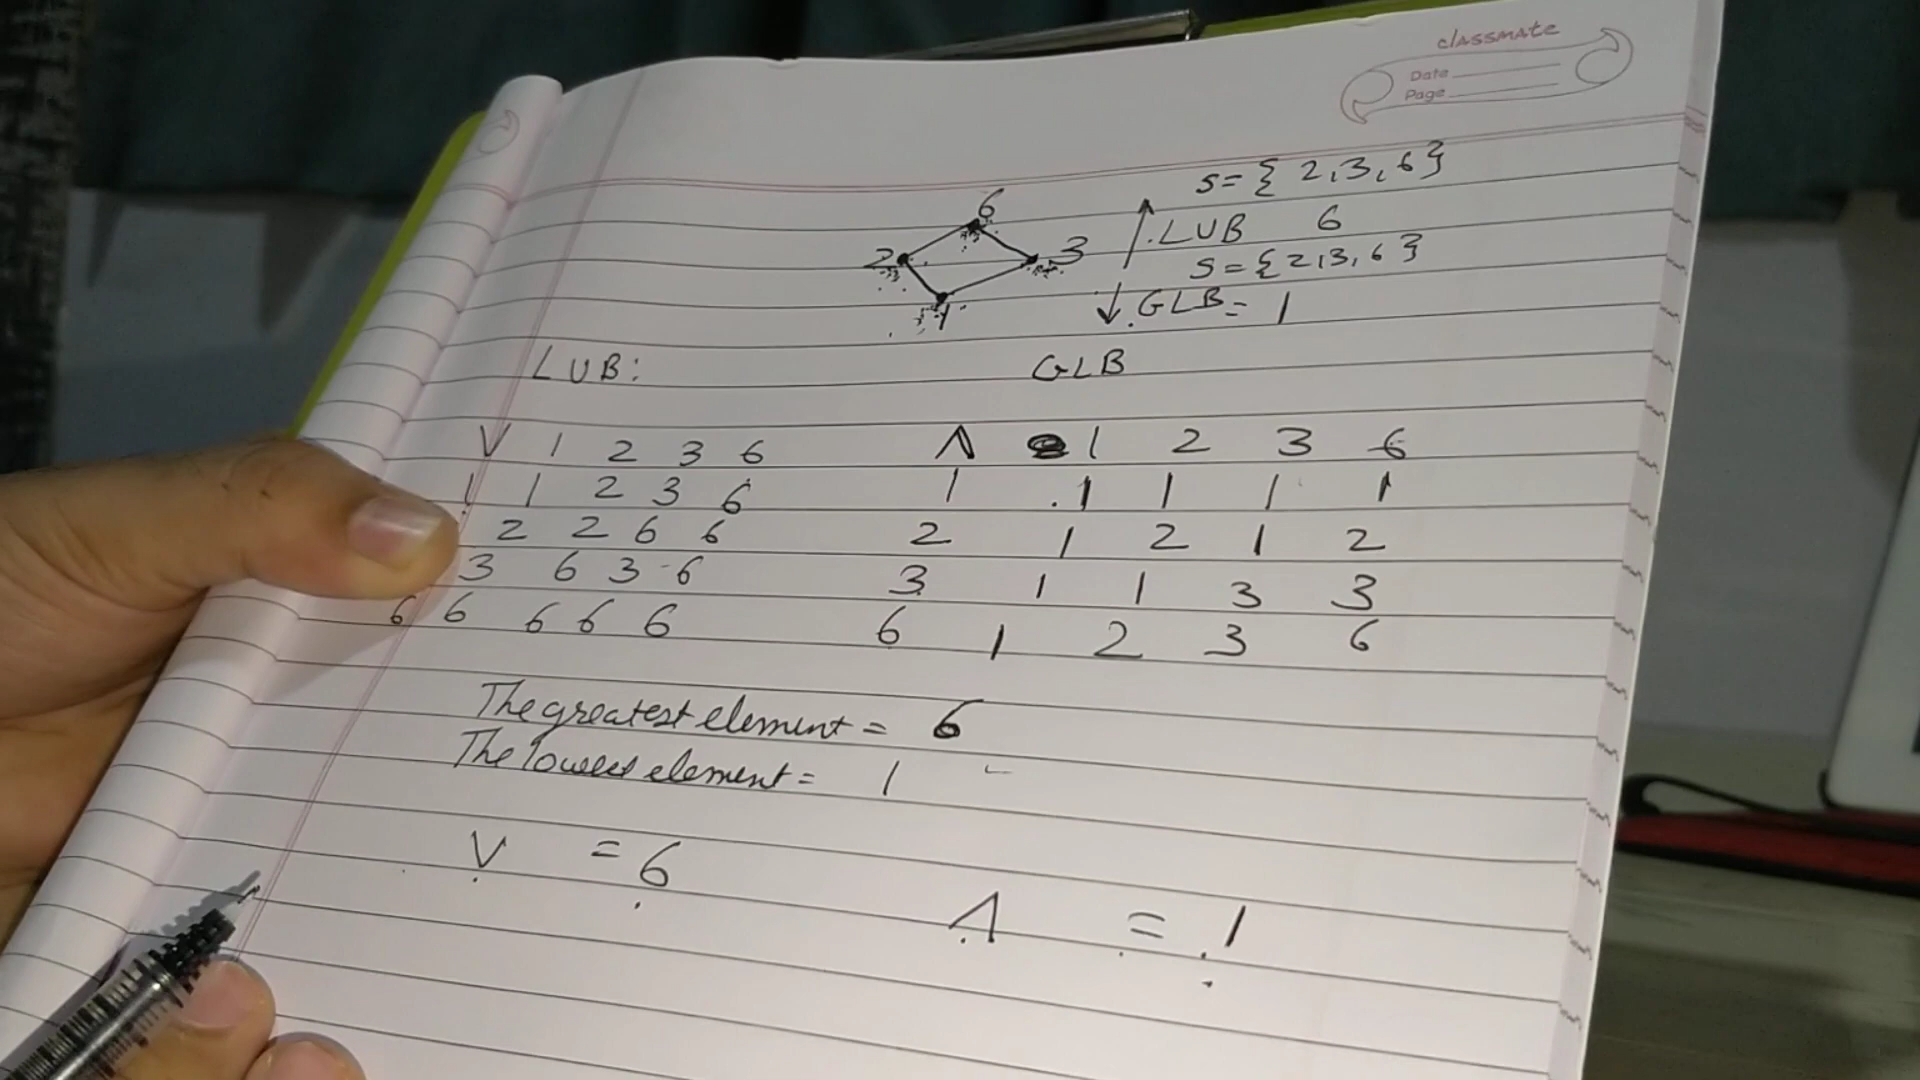 classmate
Date
Page
S = { 2, 3, 6 }
6
LUB 6
2 3
S = { 2, 3, 6 }
1
GLB = 1
LUB: GLB
V 1 2 3 6
1 1 2 3 6
2 2 6 6
3 6 3 6
6 6 6 6 6
Λ 1 2 3 6
1 1 1 1 1
2 1 2 1 2
3 1 1 3 3
6 1 2 3 6
The greatest element = 6
The lowest element = 1
V = 6
Λ = 1